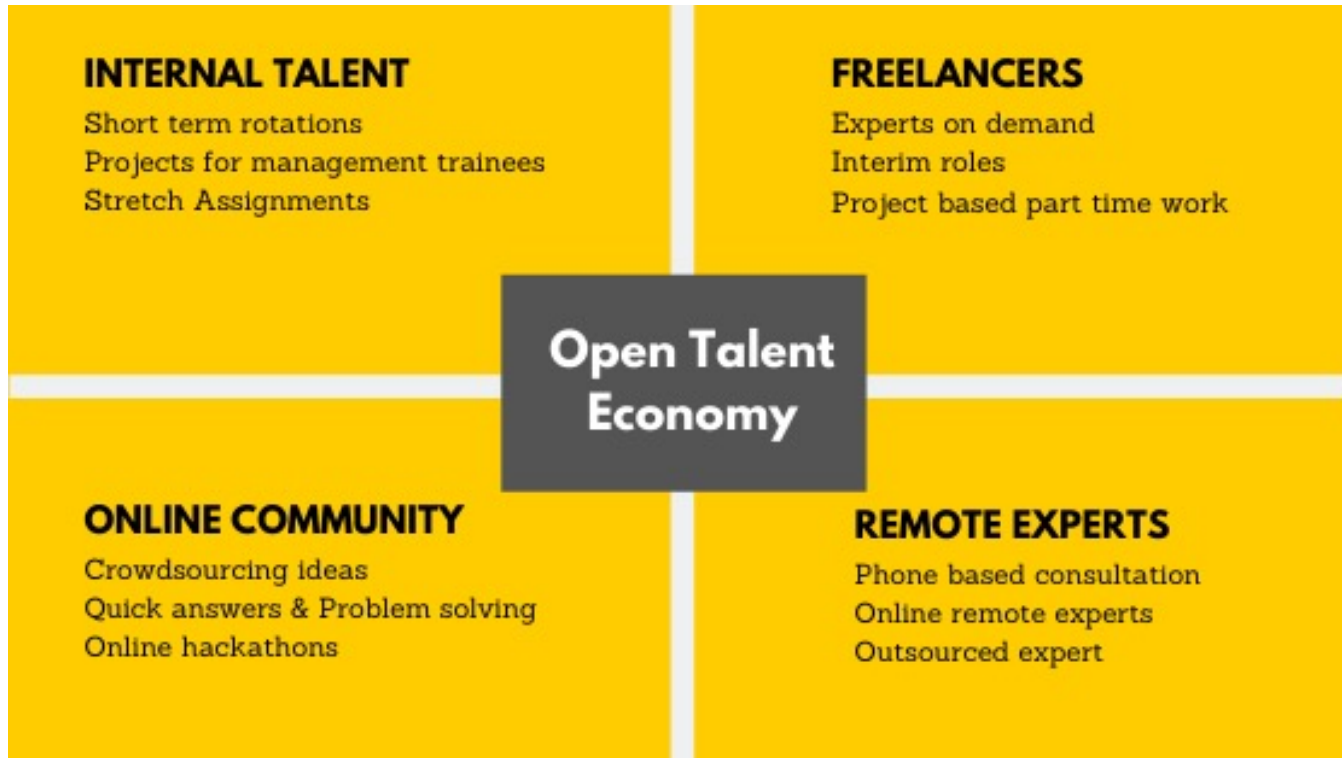 INTERNAL TALENT
Short term rotations
Projects for management trainees
Stretch Assignments
FREELANCERS
Experts on demand
Interim roles
Project based part time work
Open Talent
Economy
ONLINE COMMUNITY
Crowdsourcing ideas
Quick answers & Problem solving
Online hackathons
REMOTE EXPERTS
Phone based consultation
Online remote experts
Outsourced expert